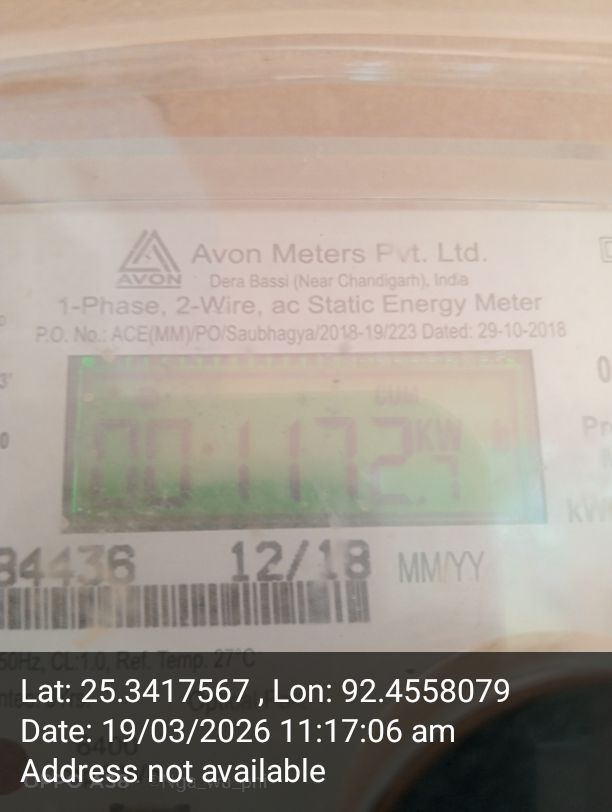 Avon Meters Pvt. Ltd.
AVON
Dera Bassi (Near Chandigarh), India
1-Phase, 2-Wire, ac Static Energy Meter
P.O. No.: ACE(MM)/PO/Saubhagya/2018-19/223 Dated: 29-10-2018
CUM
001172.7 KW
84436 12/18 MM/YY
50Hz, CL:1.0, Ref. Temp. 27°C
6400
Lat: 25.3417567 , Lon: 92.4558079
Date: 19/03/2026 11:17:06 am
Address not available